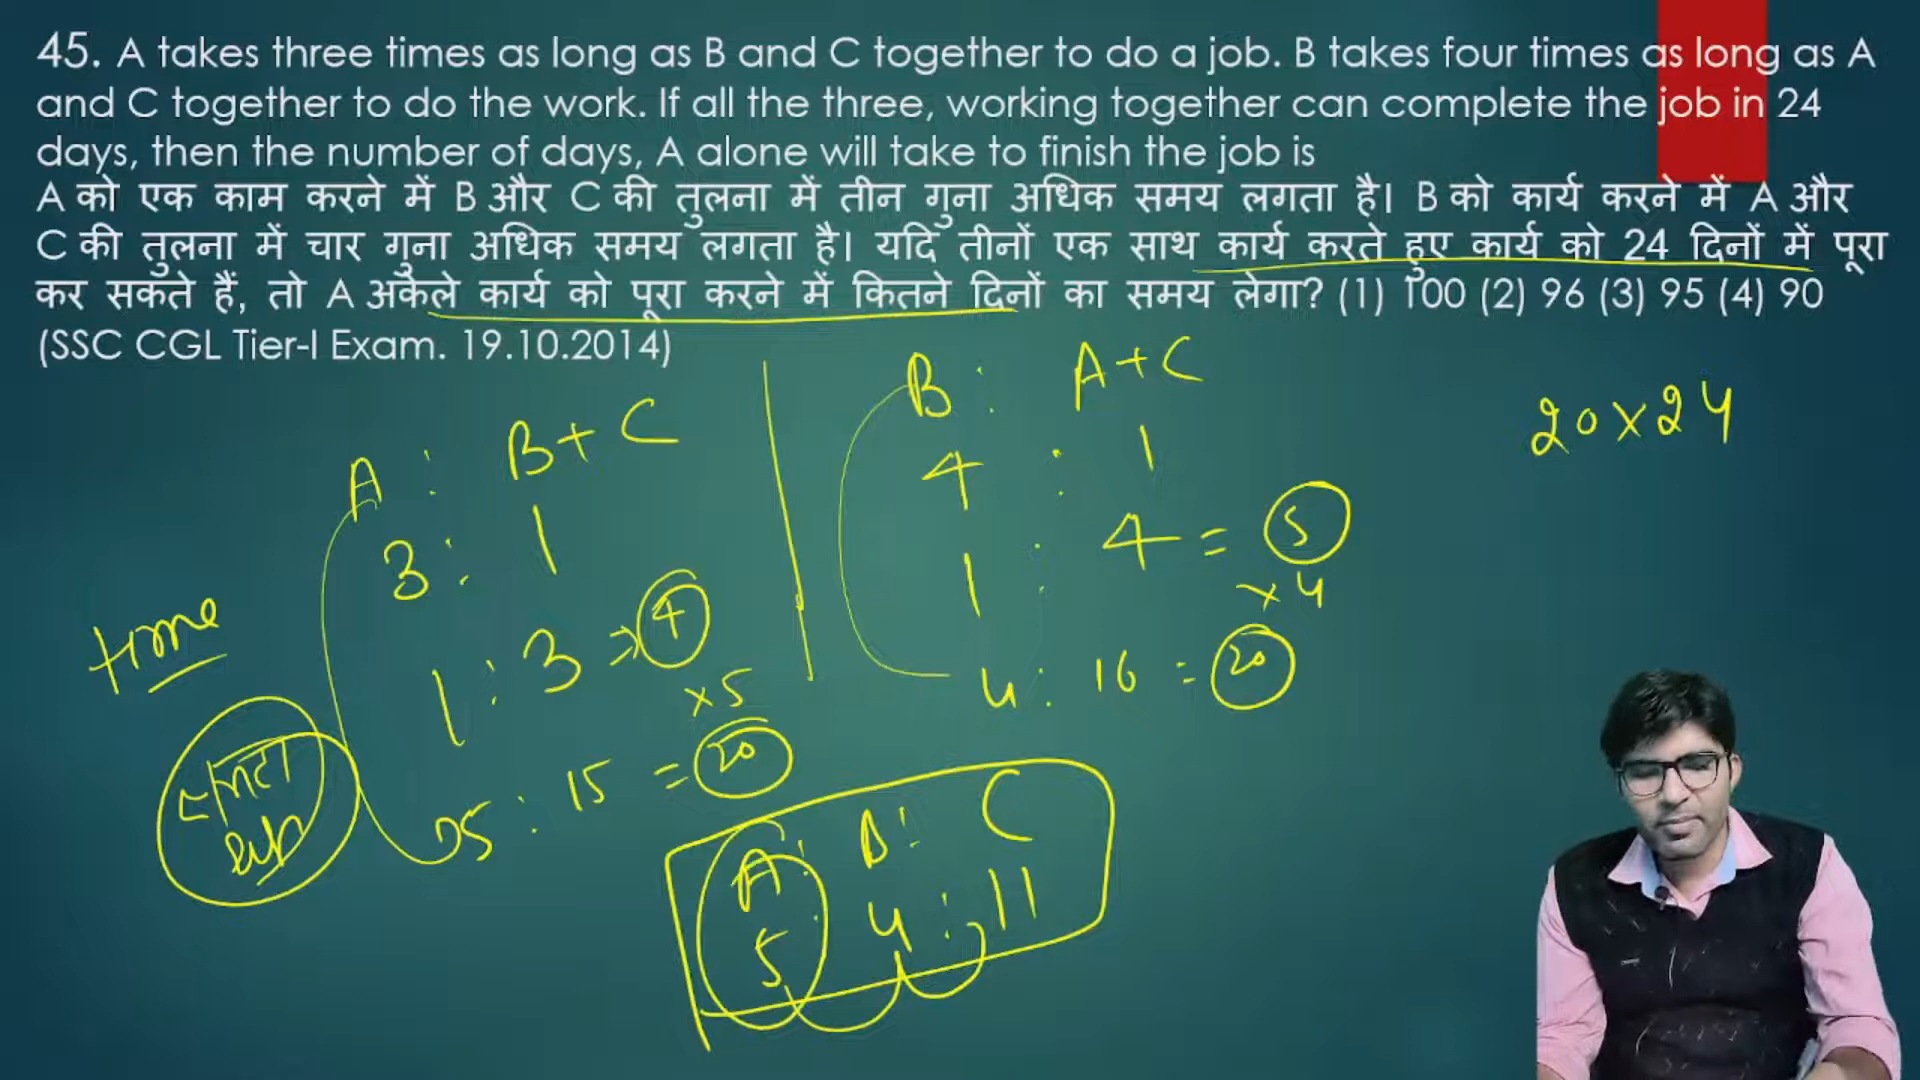 45. A takes three times as long as B and C together to do a job. B takes four times as long as A
and C together to do the work. If all the three, working together can complete the job in 24
days, then the number of days, A alone will take to finish the job is
A को एक काम करने में B और C की तुलना में तीन गुना अधिक समय लगता है। B को कार्य करने में A और
C की तुलना में चार गुना अधिक समय लगता है। यदि तीनों एक साथ कार्य करते हुए कार्य को 24 दिनों में पूरा
कर सकते हैं, तो A अकेले कार्य को पूरा करने में कितने दिनों का समय लेगा? (1) 100 (2) 96 (3) 95 (4) 90
(SSC CGL Tier-I Exam. 19.10.2014)
A : B+C
3 : 1
1 : 3 ⇒ 4
×5
5 : 15 = 20
Time
B : A+C
4 : 1
1 : 4 = 5
×4
4 : 16 = 20
20×24
A : B : C
5 : 4 : 11